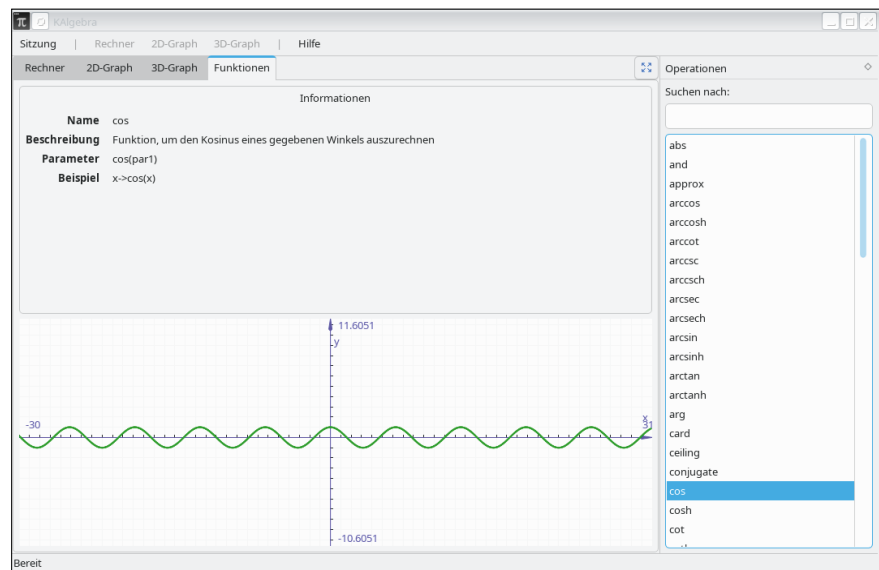 π KAlgebra
Sitzung | Rechner 2D-Graph 3D-Graph | Hilfe
Rechner 2D-Graph 3D-Graph Funktionen
Informationen
Name cos
Beschreibung Funktion, um den Kosinus eines gegebenen Winkels auszurechnen
Parameter cos(par1)
Beispiel x->cos(x)
11.6051
y
-30
x
31
-10.6051
Operationen
Suchen nach:
abs
and
approx
arccos
arccosh
arccot
arccsc
arccsch
arcsec
arcsech
arcsin
arcsinh
arctan
arctanh
arg
card
ceiling
conjugate
cos
cosh
cot
Bereit